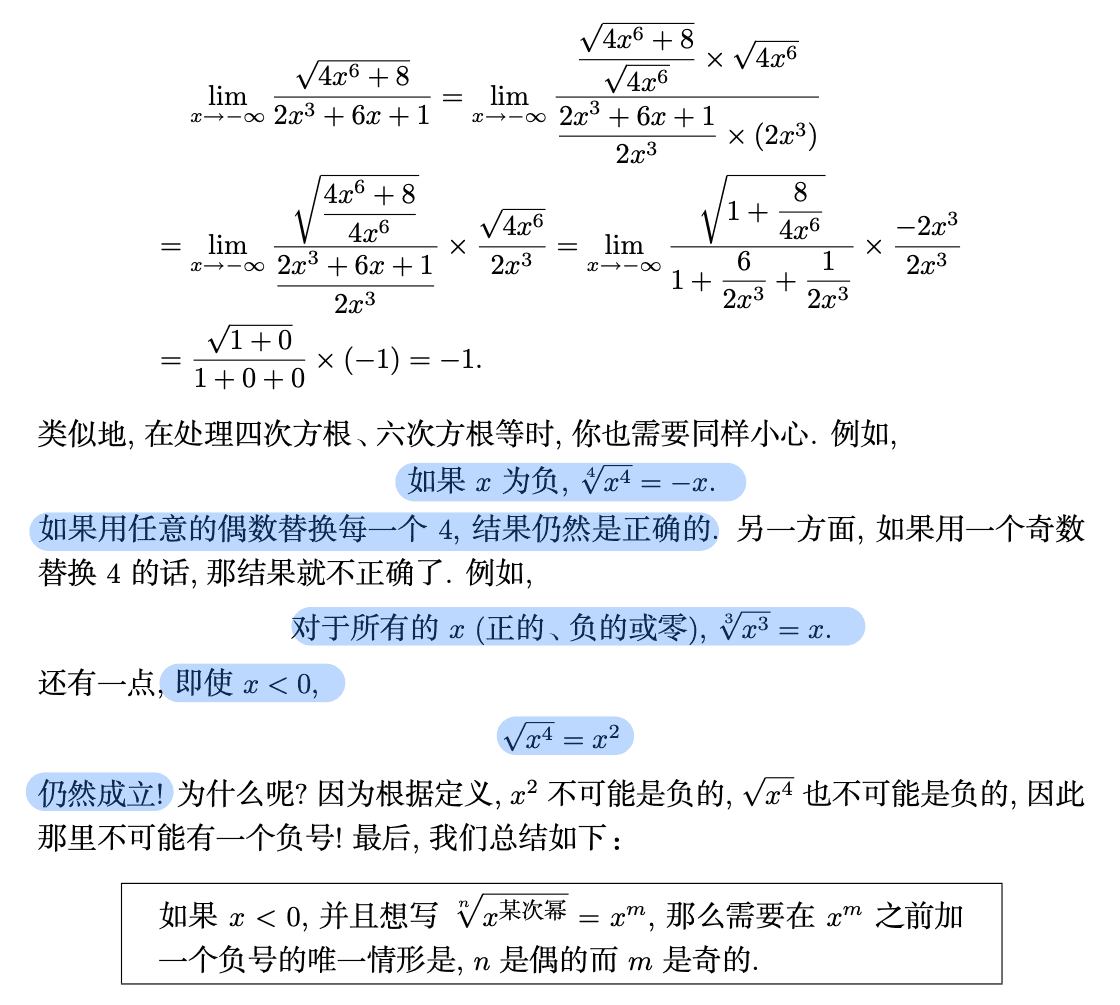 lim_{x→−∞} \frac{\sqrt{4x^6+8}}{2x^3+6x+1} = lim_{x→−∞} \frac{\frac{\sqrt{4x^6+8}}{\sqrt{4x^6}} × \sqrt{4x^6}}{\frac{2x^3+6x+1}{2x^3} × (2x^3)}
= lim_{x→−∞} \frac{\sqrt{\frac{4x^6+8}{4x^6}}}{\frac{2x^3+6x+1}{2x^3}} × \frac{\sqrt{4x^6}}{2x^3} = lim_{x→−∞} \frac{\sqrt{1+\frac{8}{4x^6}}}{1+\frac{6}{2x^3}+\frac{1}{2x^3}} × \frac{-2x^3}{2x^3}
= \frac{\sqrt{1+0}}{1+0+0} × (−1) = −1.
类似地, 在处理四次方根、六次方根等时, 你也需要同样小心. 例如,
如果 x 为负, \sqrt[4]{x^4} = −x.
如果用任意的偶数替换每一个 4, 结果仍然是正确的. 另一方面, 如果用一个奇数
替换 4 的话, 那结果就不正确了. 例如,
对于所有的 x (正的、负的或零), \sqrt[3]{x^3} = x.
还有一点, 即使 x < 0,
\sqrt{x^4} = x^2
仍然成立! 为什么呢? 因为根据定义, x^2 不可能是负的, \sqrt{x^4} 也不可能是负的, 因此
那里不可能有一个负号! 最后, 我们总结如下：
如果 x < 0, 并且想写 \sqrt[n]{x^{某次幂}} = x^m, 那么需要在 x^m 之前加
一个负号的唯一情形是, n 是偶的而 m 是奇的.